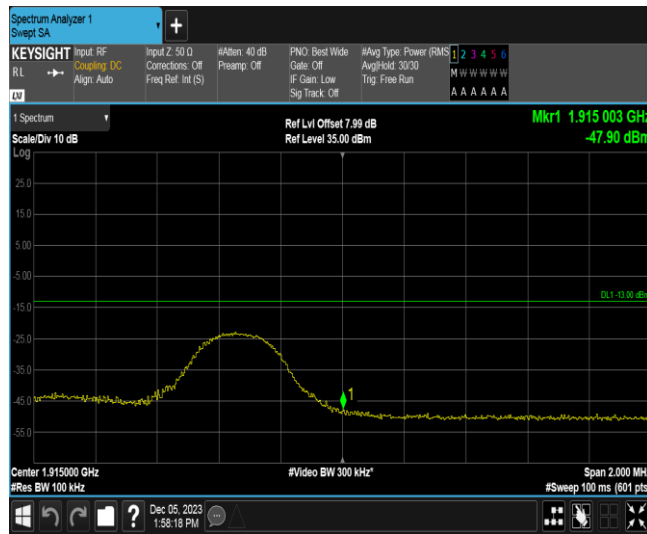 Spectrum Analyzer 1
Swept SA
+
KEYSIGHT
RL
LXI
Input: RF
Coupling: DC
Align: Auto
Input Z: 50 Ω
Corrections: Off
Freq Ref: Int (S)
#Atten: 40 dB
Preamp: Off
PNO: Best Wide
Gate: Off
IF Gain: Low
Sig Track: Off
#Avg Type: Power (RMS
Avg|Hold: 30/30
Trig: Free Run
1 2 3 4 5 6
M W W W W W
A A A A A A
1 Spectrum
Scale/Div 10 dB
Ref Lvl Offset 7.99 dB
Ref Level 35.00 dBm
Mkr1 1.915 003 GHz
-47.90 dBm
Log
25.0
15.0
5.00
-5.00
DL1 -13.00 dBm
-15.0
-25.0
-35.0
1
-45.0
-55.0
Center 1.915000 GHz
#Video BW 300 kHz*
Span 2.000 MHz
#Res BW 100 kHz
#Sweep 100 ms (601 pts
?
Dec 05, 2023
1:58:18 PM